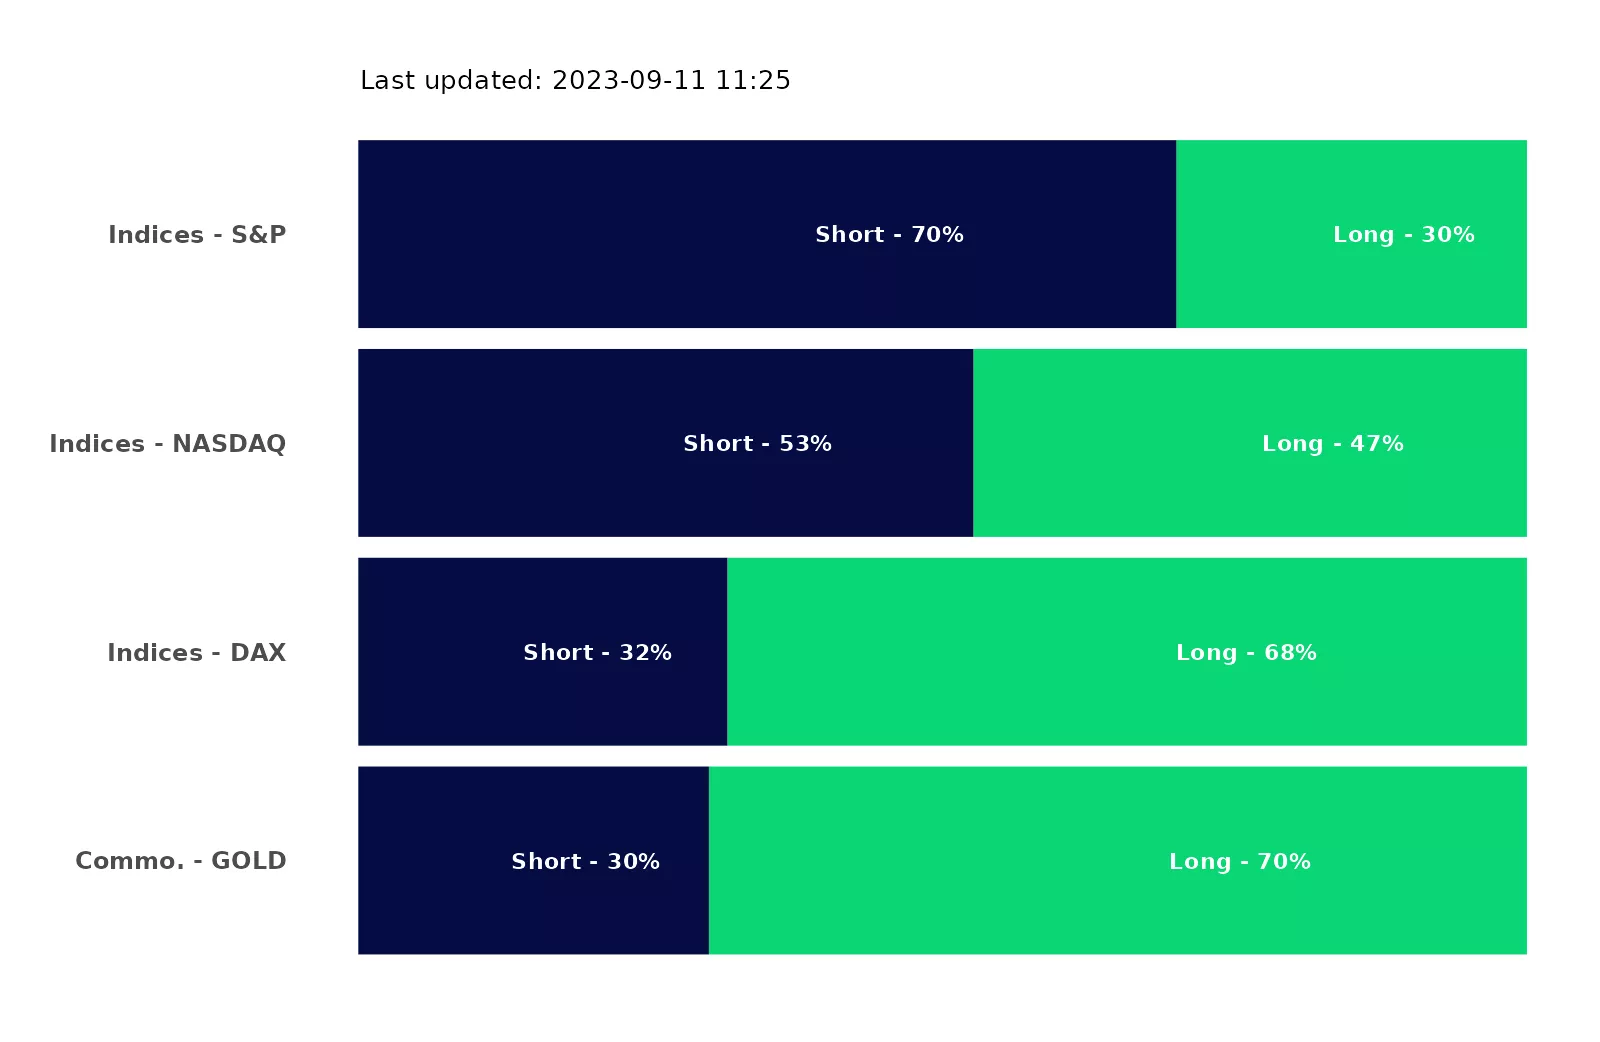 Last updated: 2023-09-11 11:25
Indices - S&P Short - 70% Long - 30%
Indices - NASDAQ Short - 53% Long - 47%
Indices - DAX Short - 32% Long - 68%
Commo. - GOLD Short - 30% Long - 70%